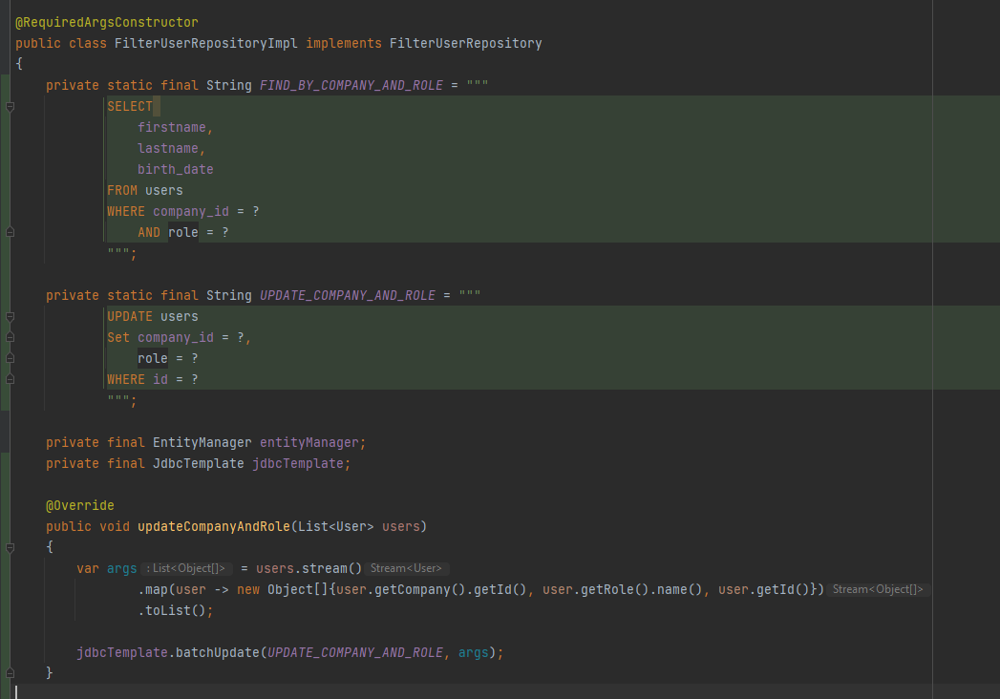 @RequiredArgsConstructor
public class FilterUserRepositoryImpl implements FilterUserRepository
{
    private static final String FIND_BY_COMPANY_AND_ROLE = """
            SELECT
                firstname,
                lastname,
                birth_date
            FROM users
            WHERE company_id = ?
                AND role = ?
            """;

    private static final String UPDATE_COMPANY_AND_ROLE = """
            UPDATE users
            Set company_id = ?,
                role = ?
            WHERE id = ?
            """;

    private final EntityManager entityManager;
    private final JdbcTemplate jdbcTemplate;

    @Override
    public void updateCompanyAndRole(List<User> users)
    {
        var args : List<Object[]> = users.stream() Stream<User>
                .map(user -> new Object[]{user.getCompany().getId(), user.getRole().name(), user.getId()}) Stream<Object[]>
                .toList();

        jdbcTemplate.batchUpdate(UPDATE_COMPANY_AND_ROLE, args);
    }